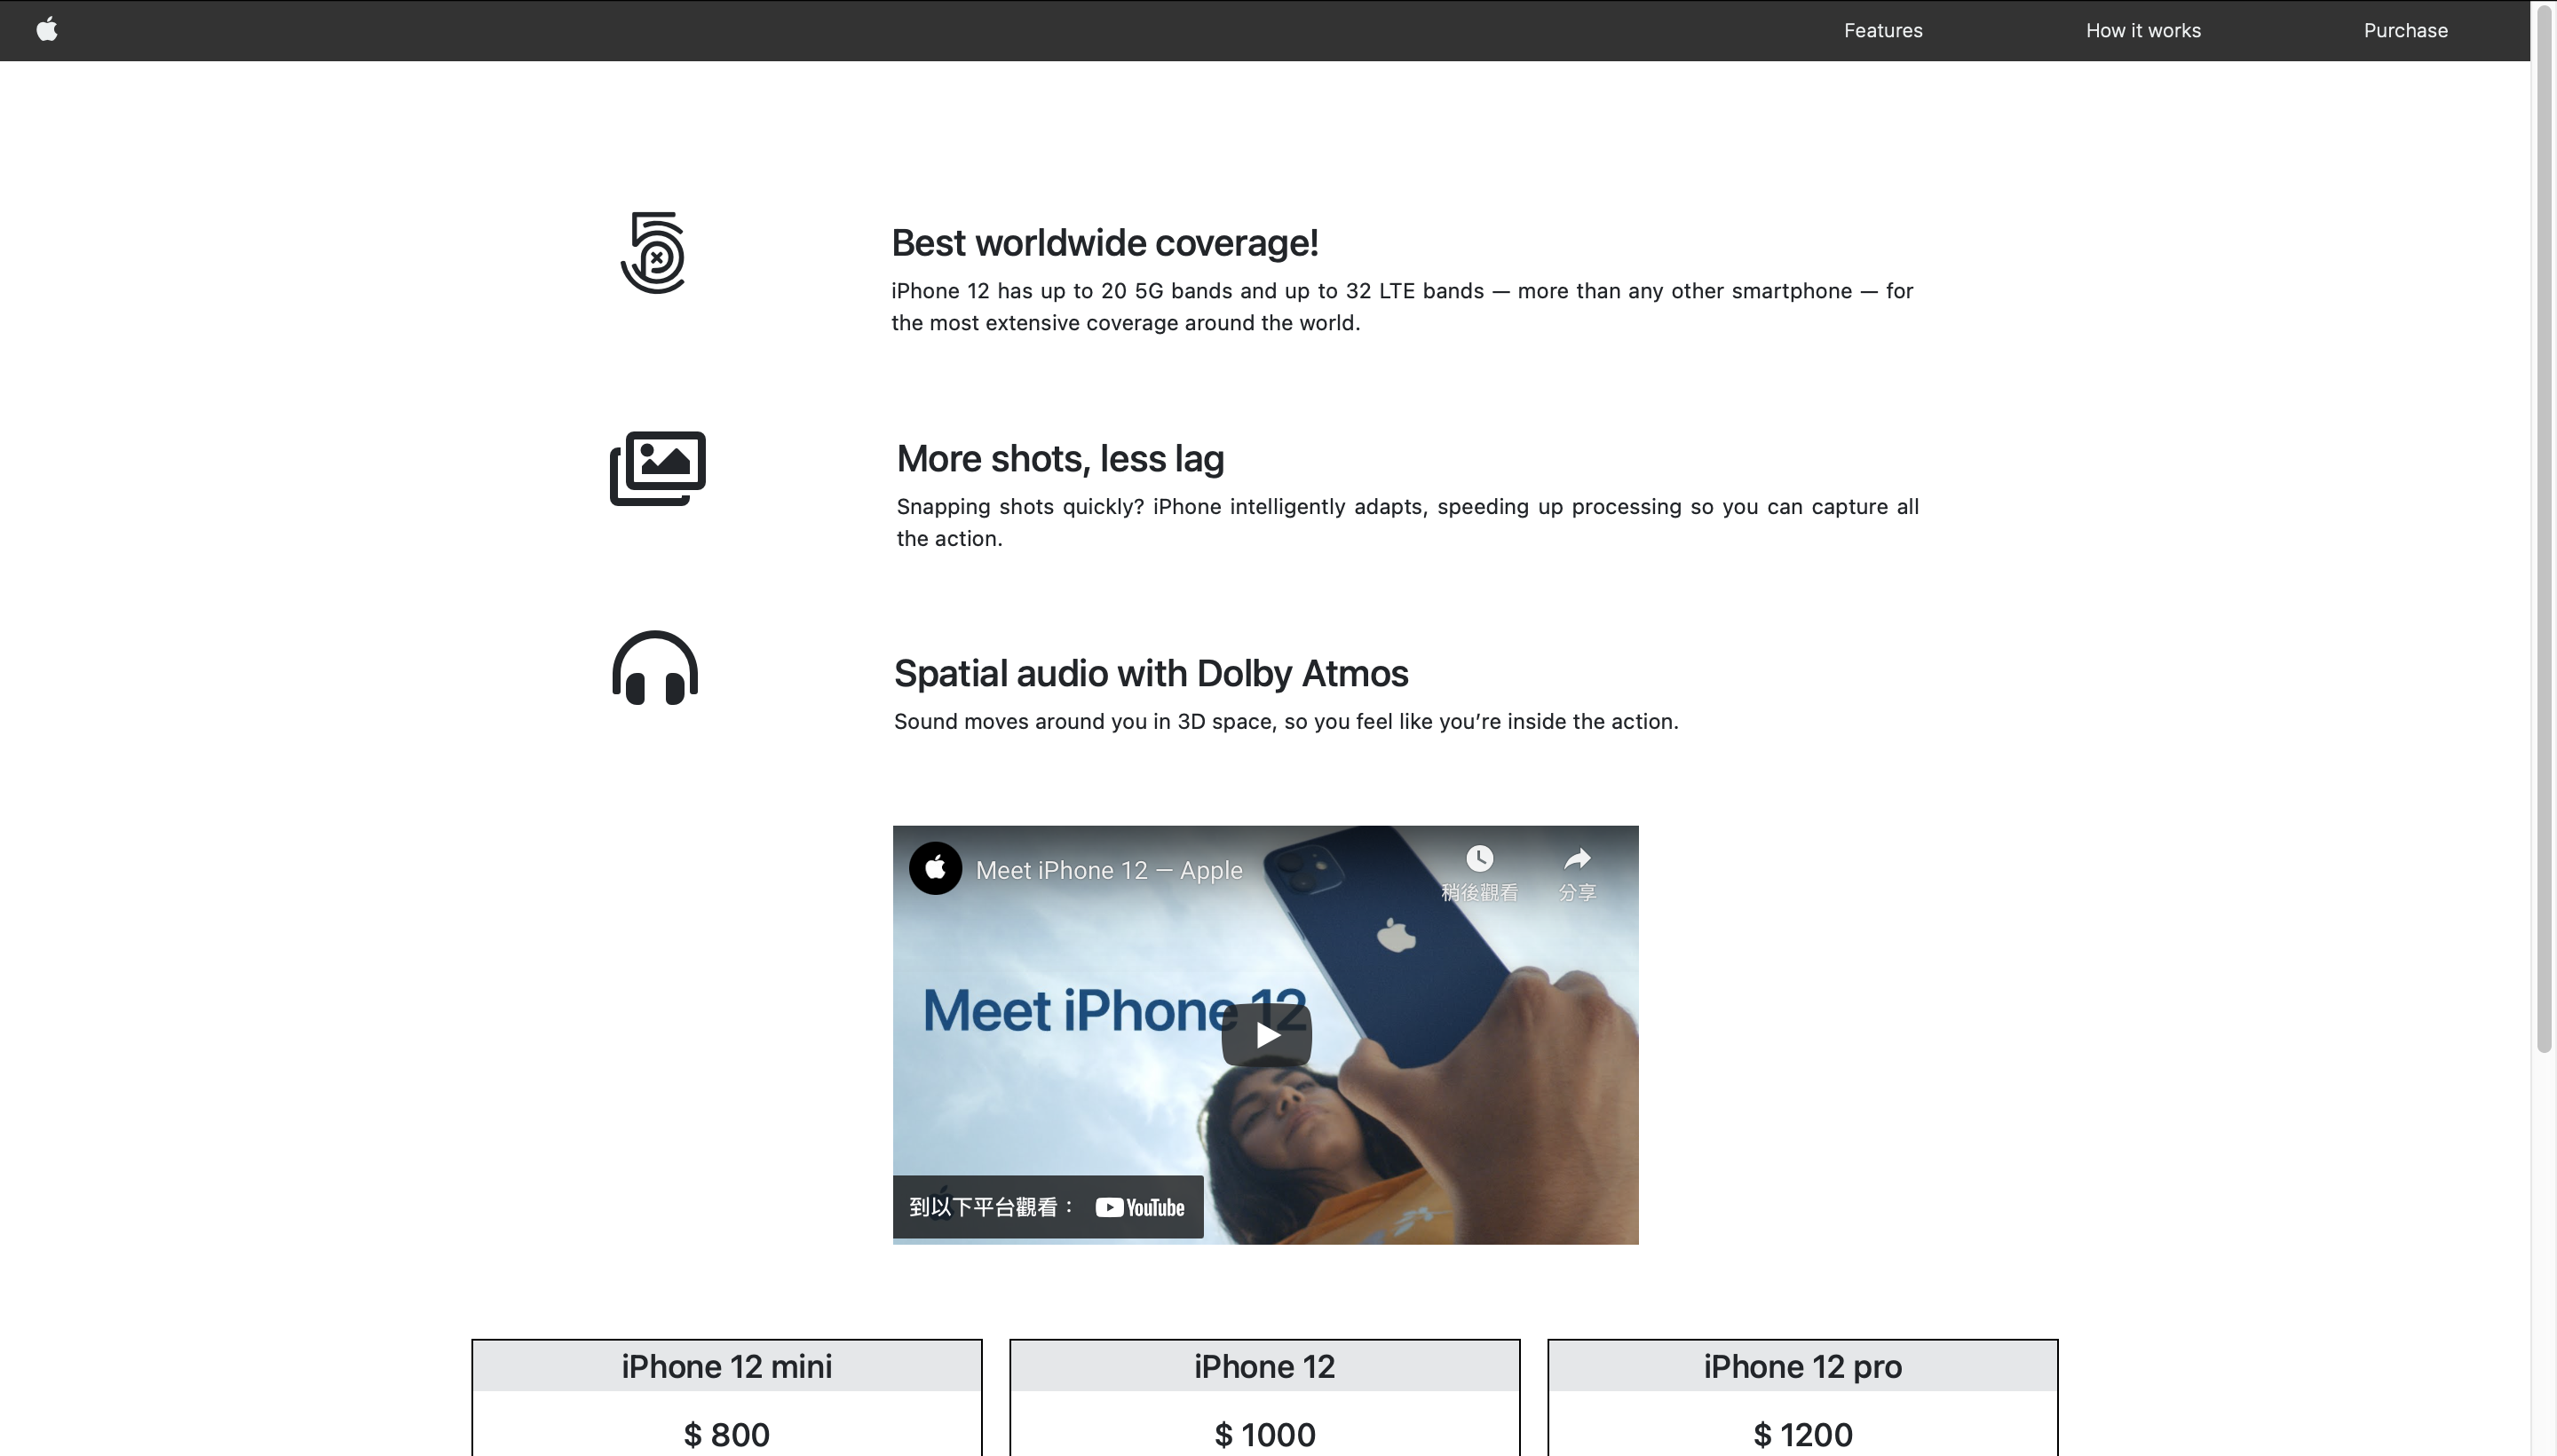 Features How it works Purchase
Best worldwide coverage!
iPhone 12 has up to 20 5G bands and up to 32 LTE bands — more than any other smartphone — for
the most extensive coverage around the world.
More shots, less lag
Snapping shots quickly? iPhone intelligently adapts, speeding up processing so you can capture all
the action.
Spatial audio with Dolby Atmos
Sound moves around you in 3D space, so you feel like you’re inside the action.
Meet iPhone 12 — Apple
稍後觀看 分享
Meet iPhone 12
到以下平台觀看： YouTube
iPhone 12 mini iPhone 12 iPhone 12 pro
$ 800 $ 1000 $ 1200